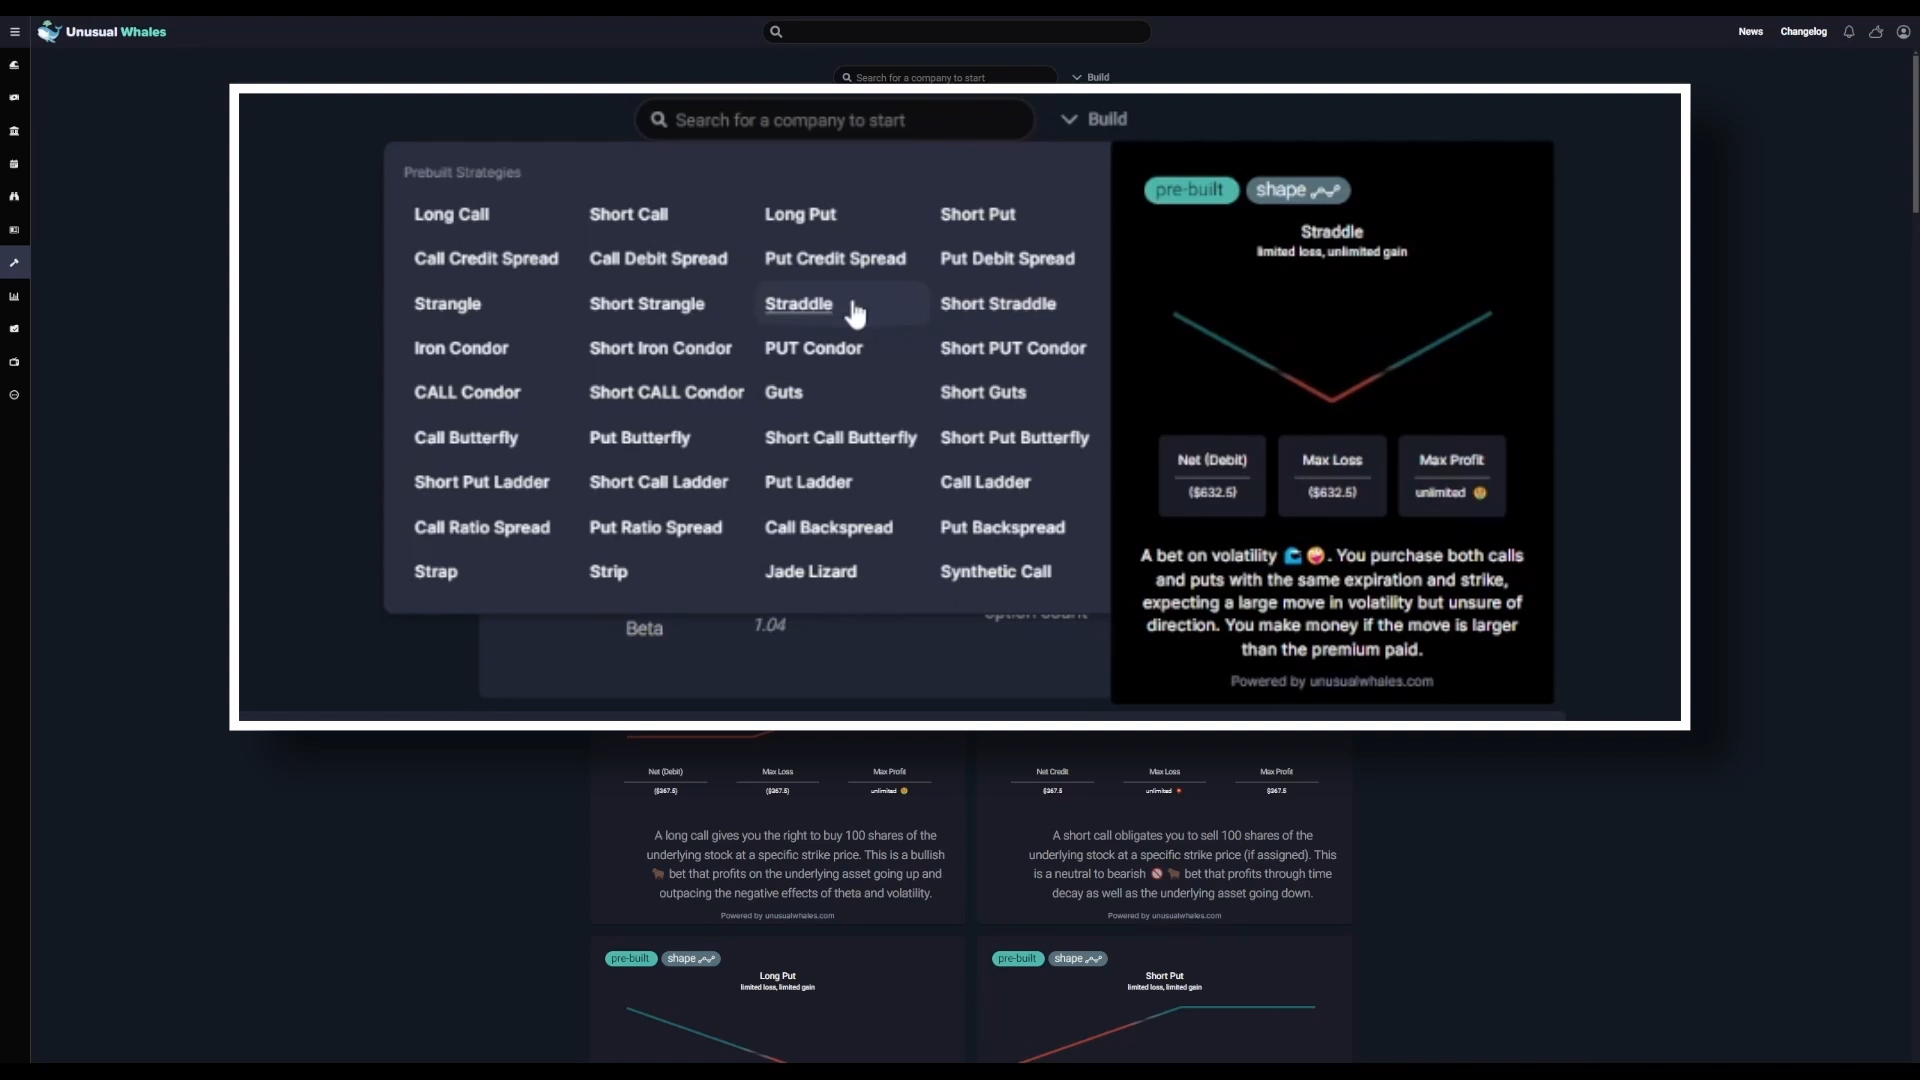 Unusual Whales
News
Changelog
Search for a company to start
Build
Search for a company to start
Build
Prebuilt Strategies
Long Call
Short Call
Long Put
Short Put
Call Credit Spread
Call Debit Spread
Put Credit Spread
Put Debit Spread
Strangle
Short Strangle
Straddle
Short Straddle
Iron Condor
Short Iron Condor
PUT Condor
Short PUT Condor
CALL Condor
Short CALL Condor
Guts
Short Guts
Call Butterfly
Put Butterfly
Short Call Butterfly
Short Put Butterfly
Short Put Ladder
Short Call Ladder
Put Ladder
Call Ladder
Call Ratio Spread
Put Ratio Spread
Call Backspread
Put Backspread
Strap
Strip
Jade Lizard
Synthetic Call
Beta
1.04
pre-built
shape
Straddle
limited loss, unlimited gain
Net (Debit)
($632.5)
Max Loss
($632.5)
Max Profit
unlimited
A bet on volatility 🌊 🤪. You purchase both calls
and puts with the same expiration and strike,
expecting a large move in volatility but unsure of
direction. You make money if the move is larger
than the premium paid.
Powered by unusualwhales.com
Net (Debit)
($367.5)
Max Loss
($367.5)
Max Profit
unlimited
A long call gives you the right to buy 100 shares of the
underlying stock at a specific strike price. This is a bullish
🐂 bet that profits on the underlying asset going up and
outpacing the negative effects of theta and volatility.
Powered by unusualwhales.com
Net Credit
$367.5
Max Loss
unlimited
Max Profit
$367.5
A short call obligates you to sell 100 shares of the
underlying stock at a specific strike price (if assigned). This
is a neutral to bearish 🚫 🐂 bet that profits through time
decay as well as the underlying asset going down.
Powered by unusualwhales.com
pre-built
shape
Long Put
limited loss, limited gain
pre-built
shape
Short Put
limited loss, limited gain